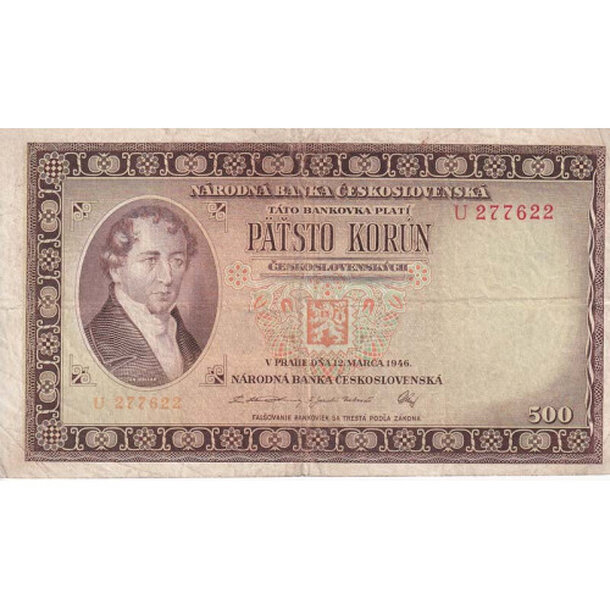 NÁRODNÁ BANKA ČESKOSLOVENSKÁ
TÁTO BANKOVKA PLATÍ
U 277622
PÄŤSTO KORÚN
ČESKOSLOVENSKÝCH
V PRAHE DŇA 12. MARCA 1946.
NÁRODNÁ BANKA ČESKOSLOVENSKÁ
U 277622
500
FALŠOVANIE BANKOVIEK SA TRESTÁ PODĽA ZÁKONA.